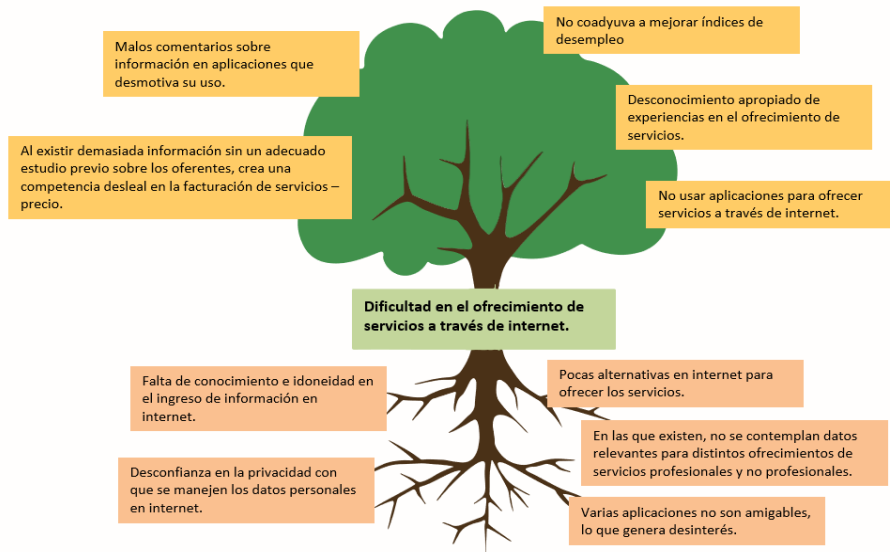 No coadyuva a mejorar índices de
desempleo
Malos comentarios sobre
información en aplicaciones que
desmotiva su uso.
Desconocimiento apropiado de
experiencias en el ofrecimiento de
servicios.
Al existir demasiada información sin un adecuado
estudio previo sobre los oferentes, crea una
competencia desleal en la facturación de servicios –
precio.
No usar aplicaciones para ofrecer
servicios a través de internet.
Dificultad en el ofrecimiento de
servicios a través de internet.
Falta de conocimiento e idoneidad en
el ingreso de información en
internet.
Pocas alternativas en internet para
ofrecer los servicios.
En las que existen, no se contemplan datos
relevantes para distintos ofrecimientos de
servicios profesionales y no profesionales.
Desconfianza en la privacidad con
que se manejen los datos personales
en internet.
Varias aplicaciones no son amigables,
lo que genera desinterés.